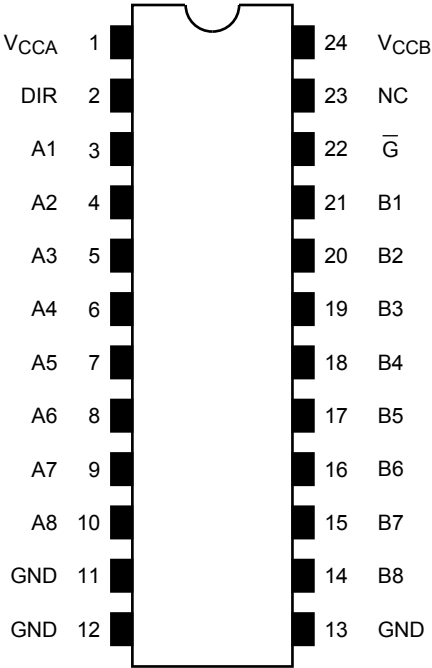 VCCA 1 24 VCCB
DIR 2 23 NC
A1 3 22 G̅
A2 4 21 B1
A3 5 20 B2
A4 6 19 B3
A5 7 18 B4
A6 8 17 B5
A7 9 16 B6
A8 10 15 B7
GND 11 14 B8
GND 12 13 GND